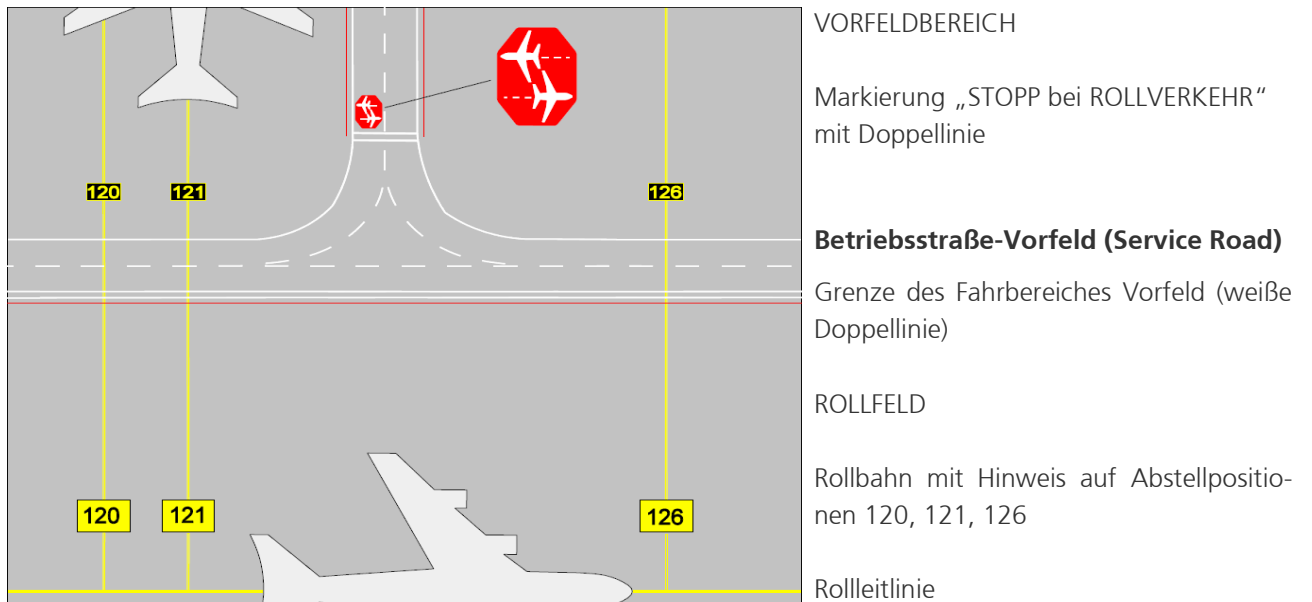 VORFELDBEREICH
Markierung „STOPP bei ROLLVERKEHR“
mit Doppellinie
120 121 126
Betriebsstraße-Vorfeld (Service Road)
Grenze des Fahrbereiches Vorfeld (weiße
Doppellinie)
ROLLFELD
Rollbahn mit Hinweis auf Abstellpositio-
nen 120, 121, 126
120 121 126
Rollleitlinie